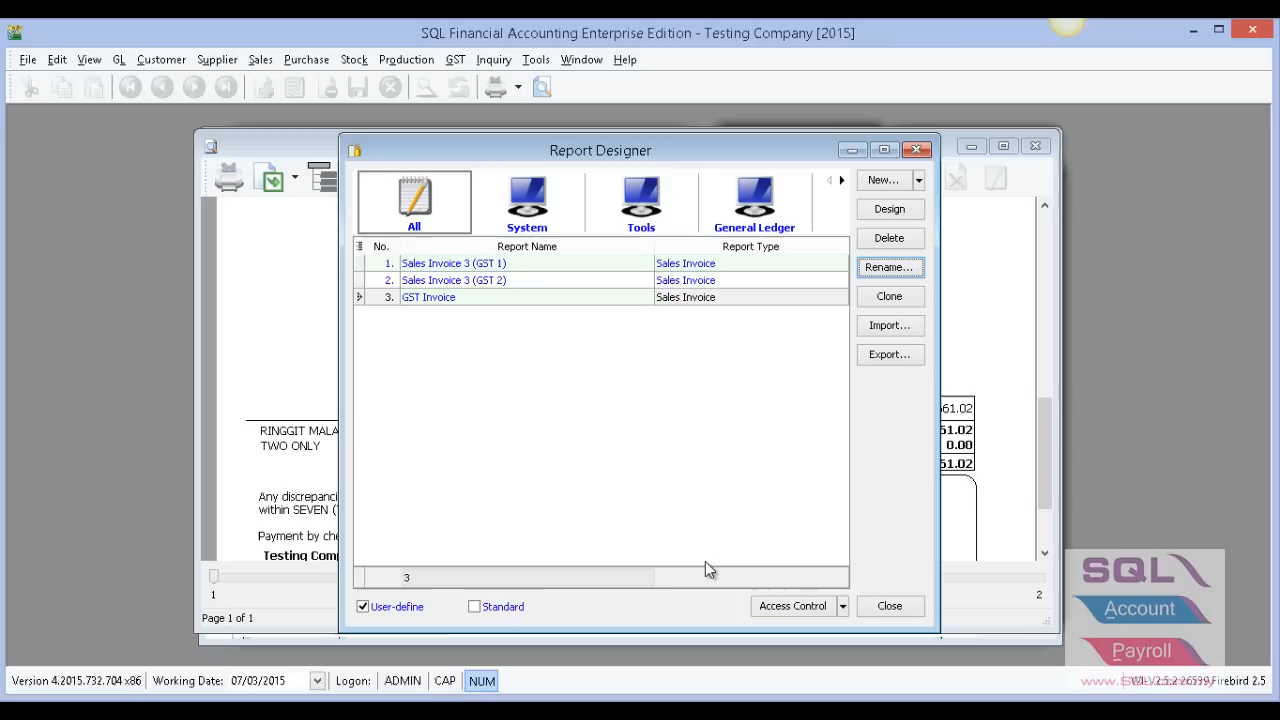 SQL Financial Accounting Enterprise Edition - Testing Company [2015]
File Edit View GL Customer Supplier Sales Purchase Stock Production GST Inquiry Tools Window Help
Report Designer
All System Tools General Ledger
New...
Design
Delete
Rename...
Clone
Import...
Export...
No. Report Name Report Type
1. Sales Invoice 3 (GST 1) Sales Invoice
2. Sales Invoice 3 (GST 2) Sales Invoice
3. GST Invoice Sales Invoice
3
User-define Standard Access Control Close
RINGGIT MALA
TWO ONLY
Any discrepanc
within SEVEN (
Payment by che
Testing Comp
61.02
61.02
0.00
61.02
1 2
Page 1 of 1
SQL
Account
Payroll
Version 4.2015.732.704 x86 Working Date: 07/03/2015 Logon: ADMIN CAP NUM Firebird 2.5